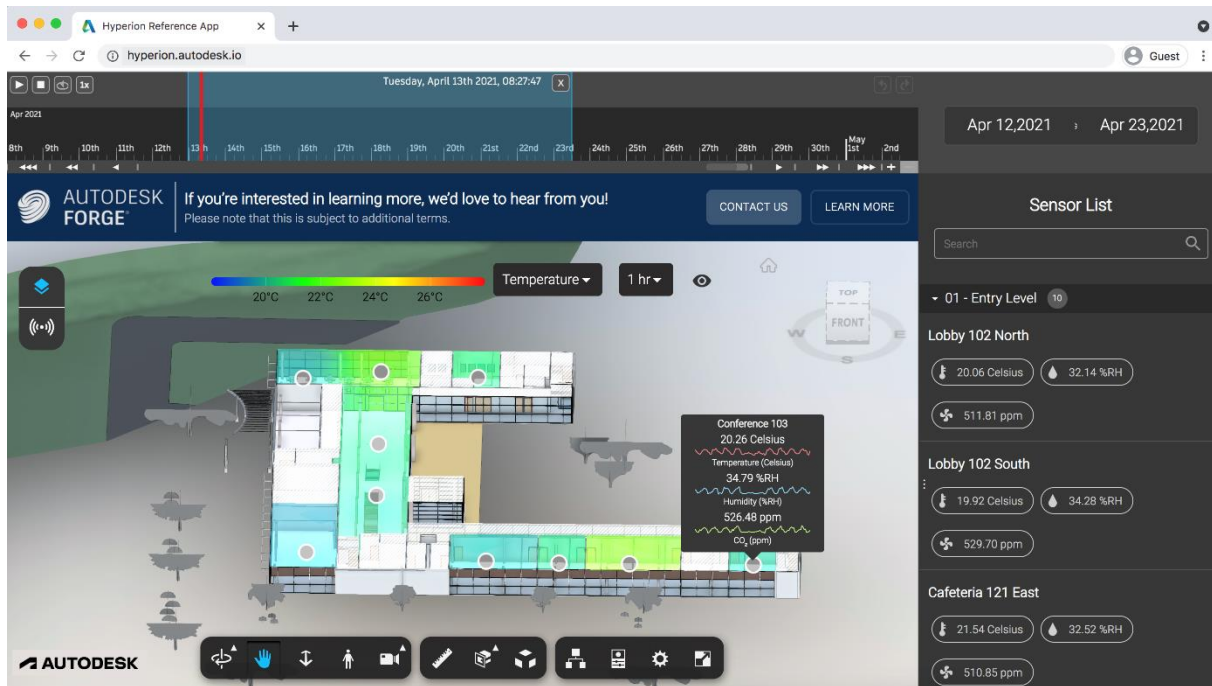 Hyperion Reference App
hyperion.autodesk.io
Guest
1x
Tuesday, April 13th 2021, 08:27:47
X
Apr 2021
8th 9th 10th 11th 12th 13th 14th 15th 16th 17th 18th 19th 20th 21st 22nd 23rd 24th 25th 26th 27th 28th 29th 30th May 1st 2nd
Apr 12,2021
Apr 23,2021
AUTODESK
FORGE
If you're interested in learning more, we'd love to hear from you!
Please note that this is subject to additional terms.
CONTACT US
LEARN MORE
20°C 22°C 24°C 26°C
Temperature
1 hr
TOP
FRONT
W
E
S
Conference 103
20.26 Celsius
Temperature (Celsius)
34.79 %RH
Humidity (%RH)
526.48 ppm
CO₂ (ppm)
AUTODESK
Sensor List
Search
01 - Entry Level 10
Lobby 102 North
20.06 Celsius
32.14 %RH
511.81 ppm
Lobby 102 South
19.92 Celsius
34.28 %RH
529.70 ppm
Cafeteria 121 East
21.54 Celsius
32.52 %RH
510.85 ppm